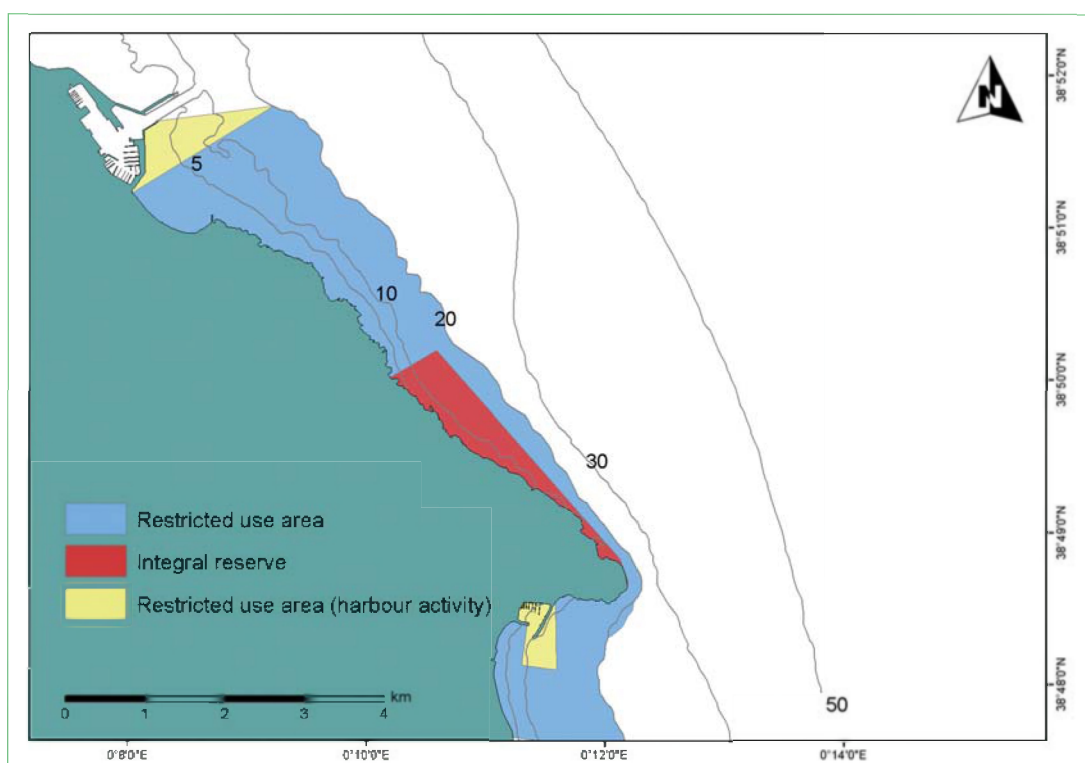 N
38°52'0"N
5
38°51'0"N
10
20
38°50'0"N
30
Restricted use area
38°49'0"N
Integral reserve
Restricted use area (harbour activity)
km
0 1 2 3 4
38°48'0"N
50
0°8'0"E 0°10'0"E 0°12'0"E 0°14'0"E